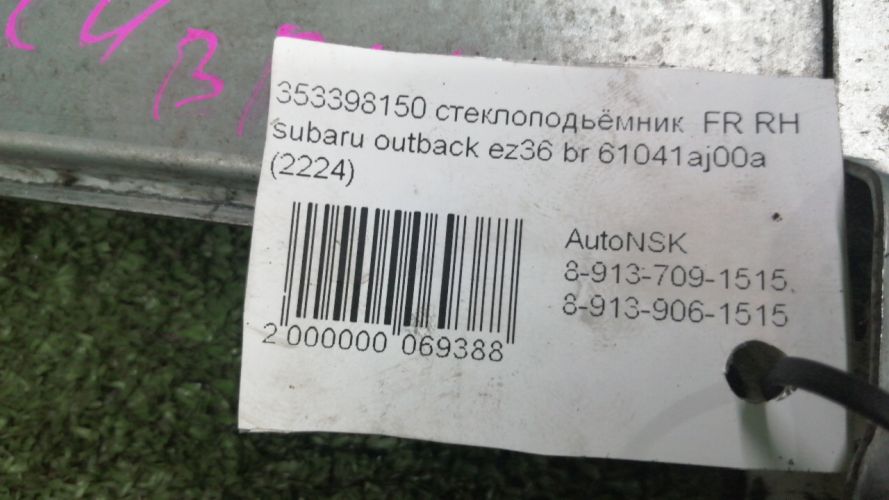 353398150 стеклоподьёмник FR RH
subaru outback ez36 br 61041aj00a
(2224)
AutoNSK
8-913-709-1515,
8-913-906-1515
2 000000 069388